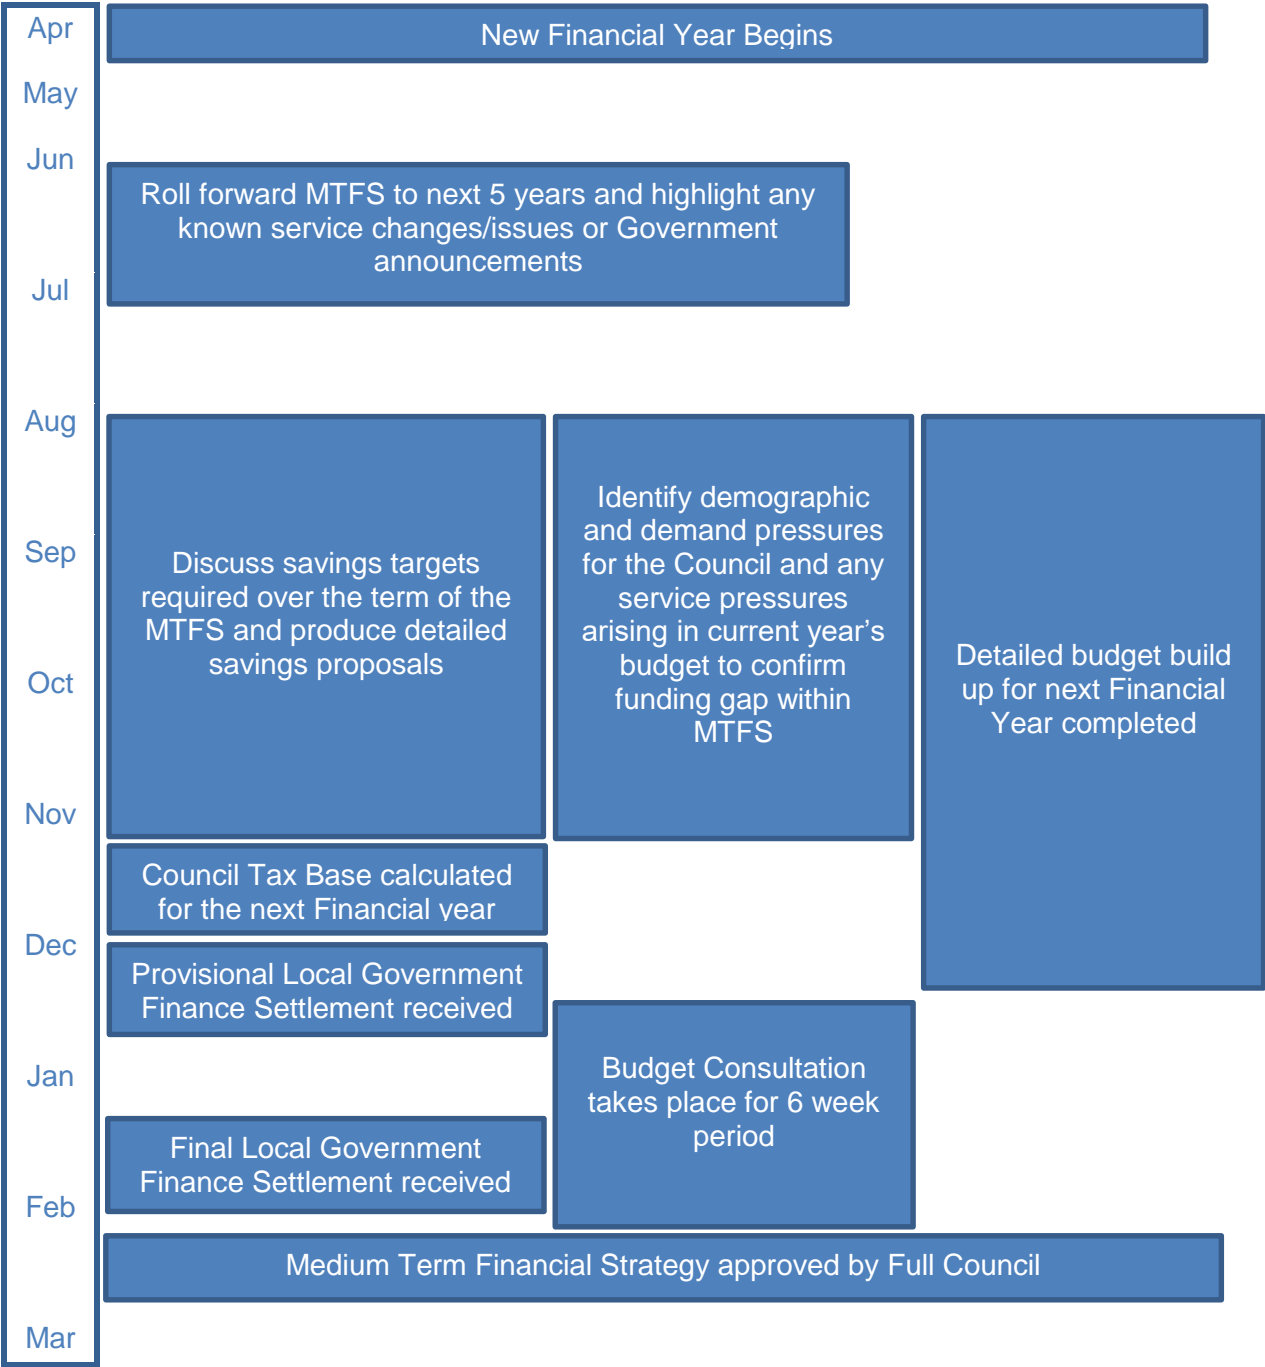 Apr
May
Jun
Jul
Aug
Sep
Oct
Nov
Dec
Jan
Feb
Mar
New Financial Year Begins
Roll forward MTFS to next 5 years and highlight any
known service changes/issues or Government
announcements
Discuss savings targets
required over the term of the
MTFS and produce detailed
savings proposals
Identify demographic
and demand pressures
for the Council and any
service pressures
arising in current year’s
budget to confirm
funding gap within
MTFS
Detailed budget build
up for next Financial
Year completed
Council Tax Base calculated
for the next Financial year
Provisional Local Government
Finance Settlement received
Budget Consultation
takes place for 6 week
period
Final Local Government
Finance Settlement received
Medium Term Financial Strategy approved by Full Council